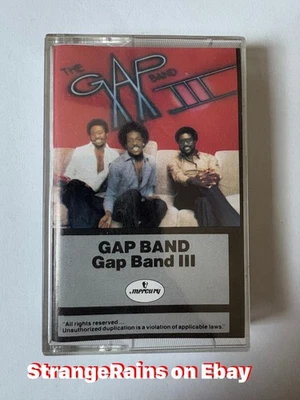 THE
GAP
BAND
III
GAP BAND
Gap Band III
mercury
"All rights reserved....
Unauthorized duplication is a violation of applicable laws."
StrangeRains on Ebay